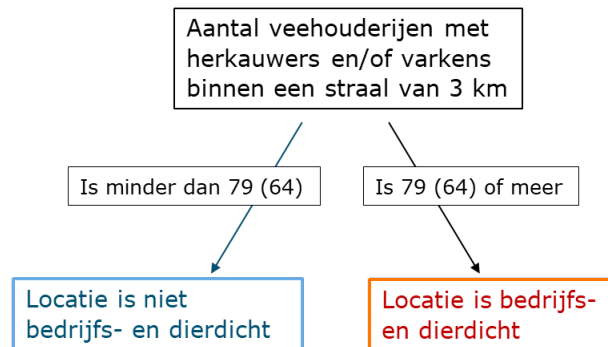 Aantal veehouderijen met
herkauwers en/of varkens
binnen een straal van 3 km
Is minder dan 79 (64)
Is 79 (64) of meer
Locatie is niet
bedrijfs- en dierdicht
Locatie is bedrijfs-
en dierdicht